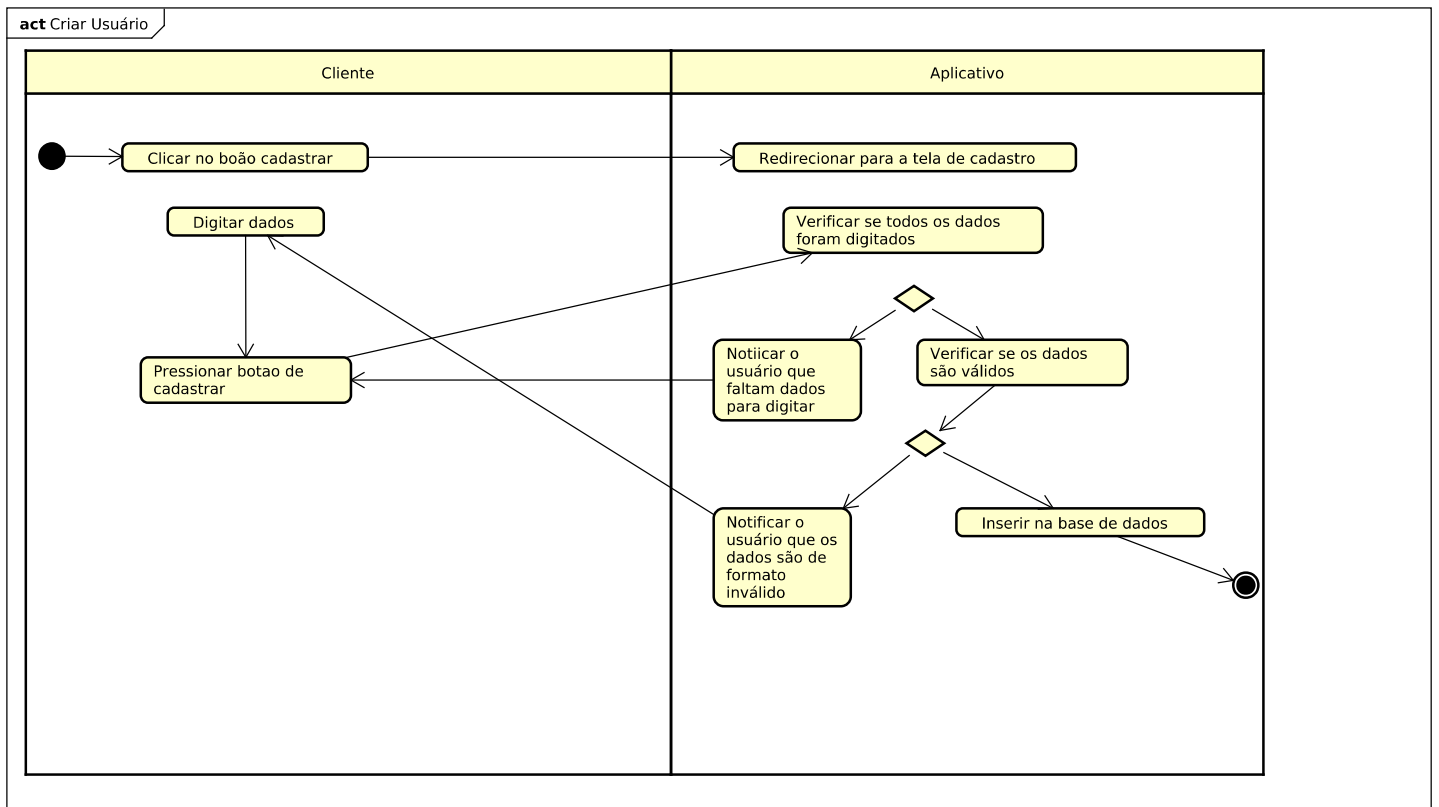 act Criar Usuário
Cliente
Aplicativo
Clicar no boão cadastrar
Redirecionar para a tela de cadastro
Digitar dados
Verificar se todos os dados
foram digitados
Pressionar botao de
cadastrar
Notiicar o
usuário que
faltam dados
para digitar
Verificar se os dados
são válidos
Notificar o
usuário que os
dados são de
formato
inválido
Inserir na base de dados